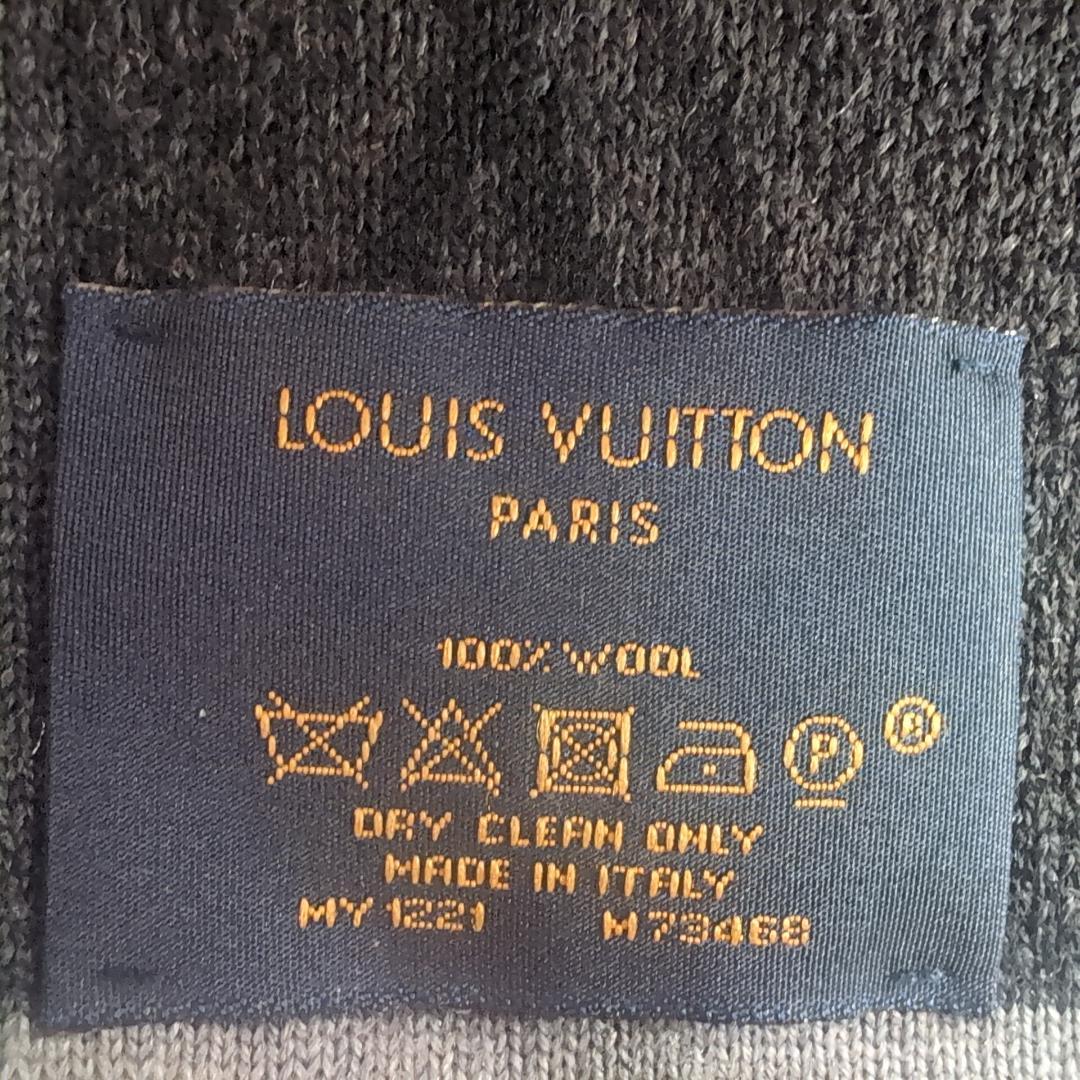 LOUIS VUITTON
PARIS
100% WOOL
P ®
DRY CLEAN ONLY
MADE IN ITALY
MY 1221 M73468